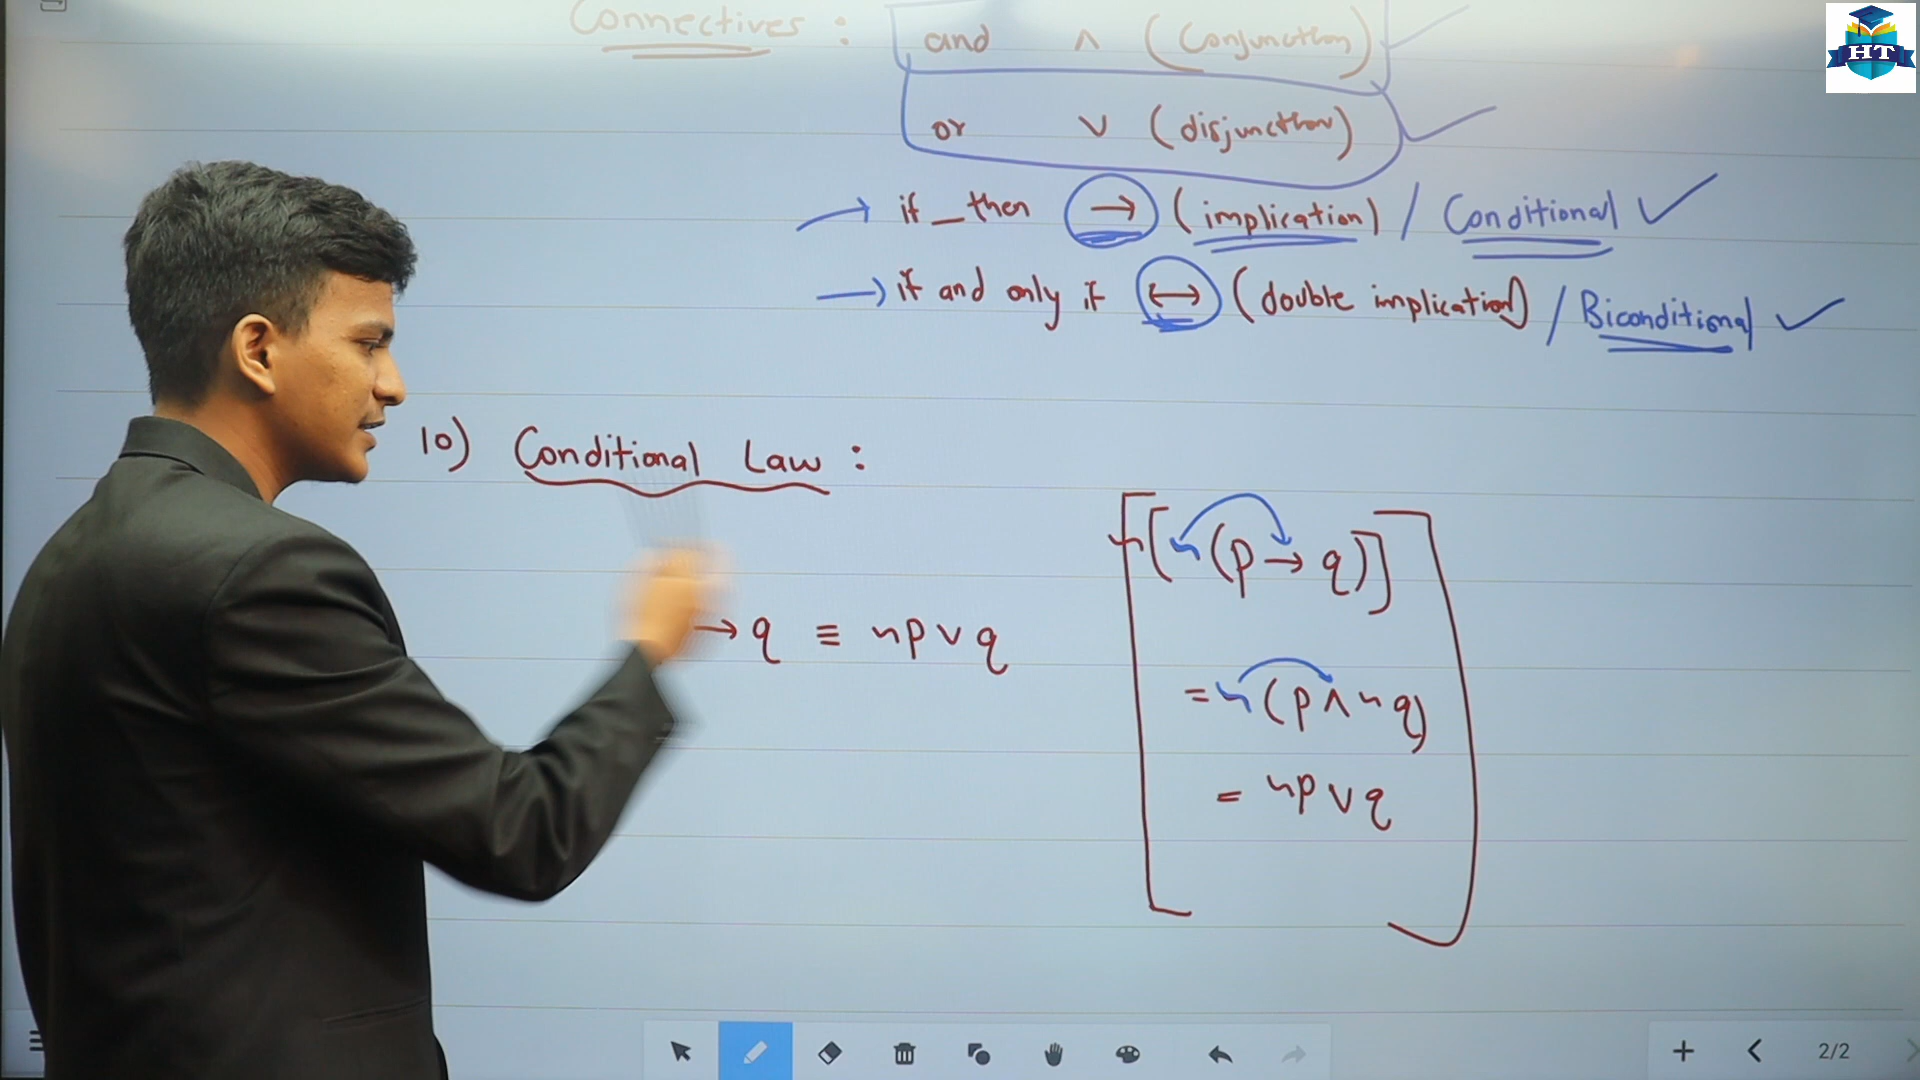 Connectives :
and ∧ (Conjunction)
or ∨ (disjunction)
if _ then → (implication) / Conditional
if and only if ↔ (double implication) / Biconditional
10) Conditional Law :
→ q ≡ ~p ∨ q
~[~(p → q)]
= ~(p ∧ ~q)
= ~p ∨ q
HT
2/2